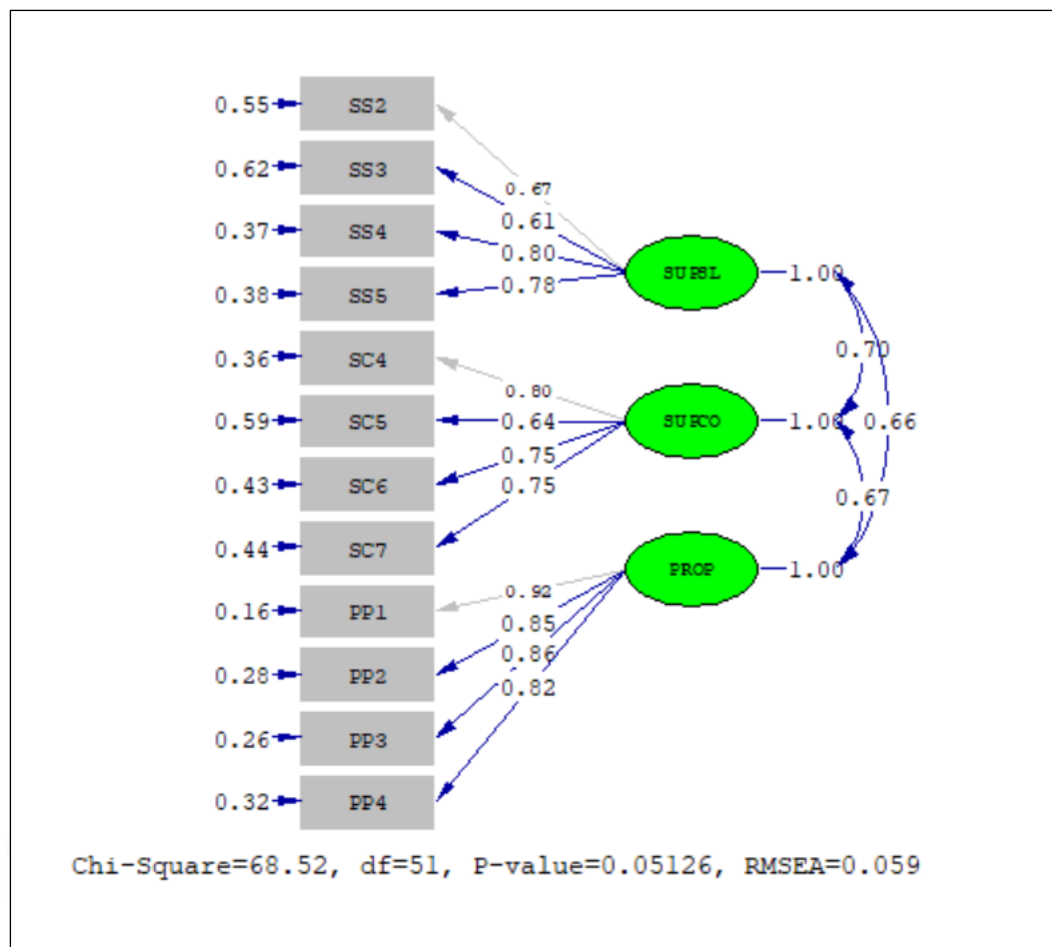 0.55 SS2
0.67
0.62 SS3
0.61
0.37 SS4
0.80
SUPSL 1.00
0.38 SS5
0.78
0.70
0.36 SC4
0.80
0.59 SC5
0.64
SUPCO 1.00 0.66
0.75
0.43 SC6
0.75
0.67
0.44 SC7
PROP 1.00
0.92
0.16 PP1
0.85
0.86
0.28 PP2
0.82
0.26 PP3
0.32 PP4
Chi-Square=68.52, df=51, P-value=0.05126, RMSEA=0.059